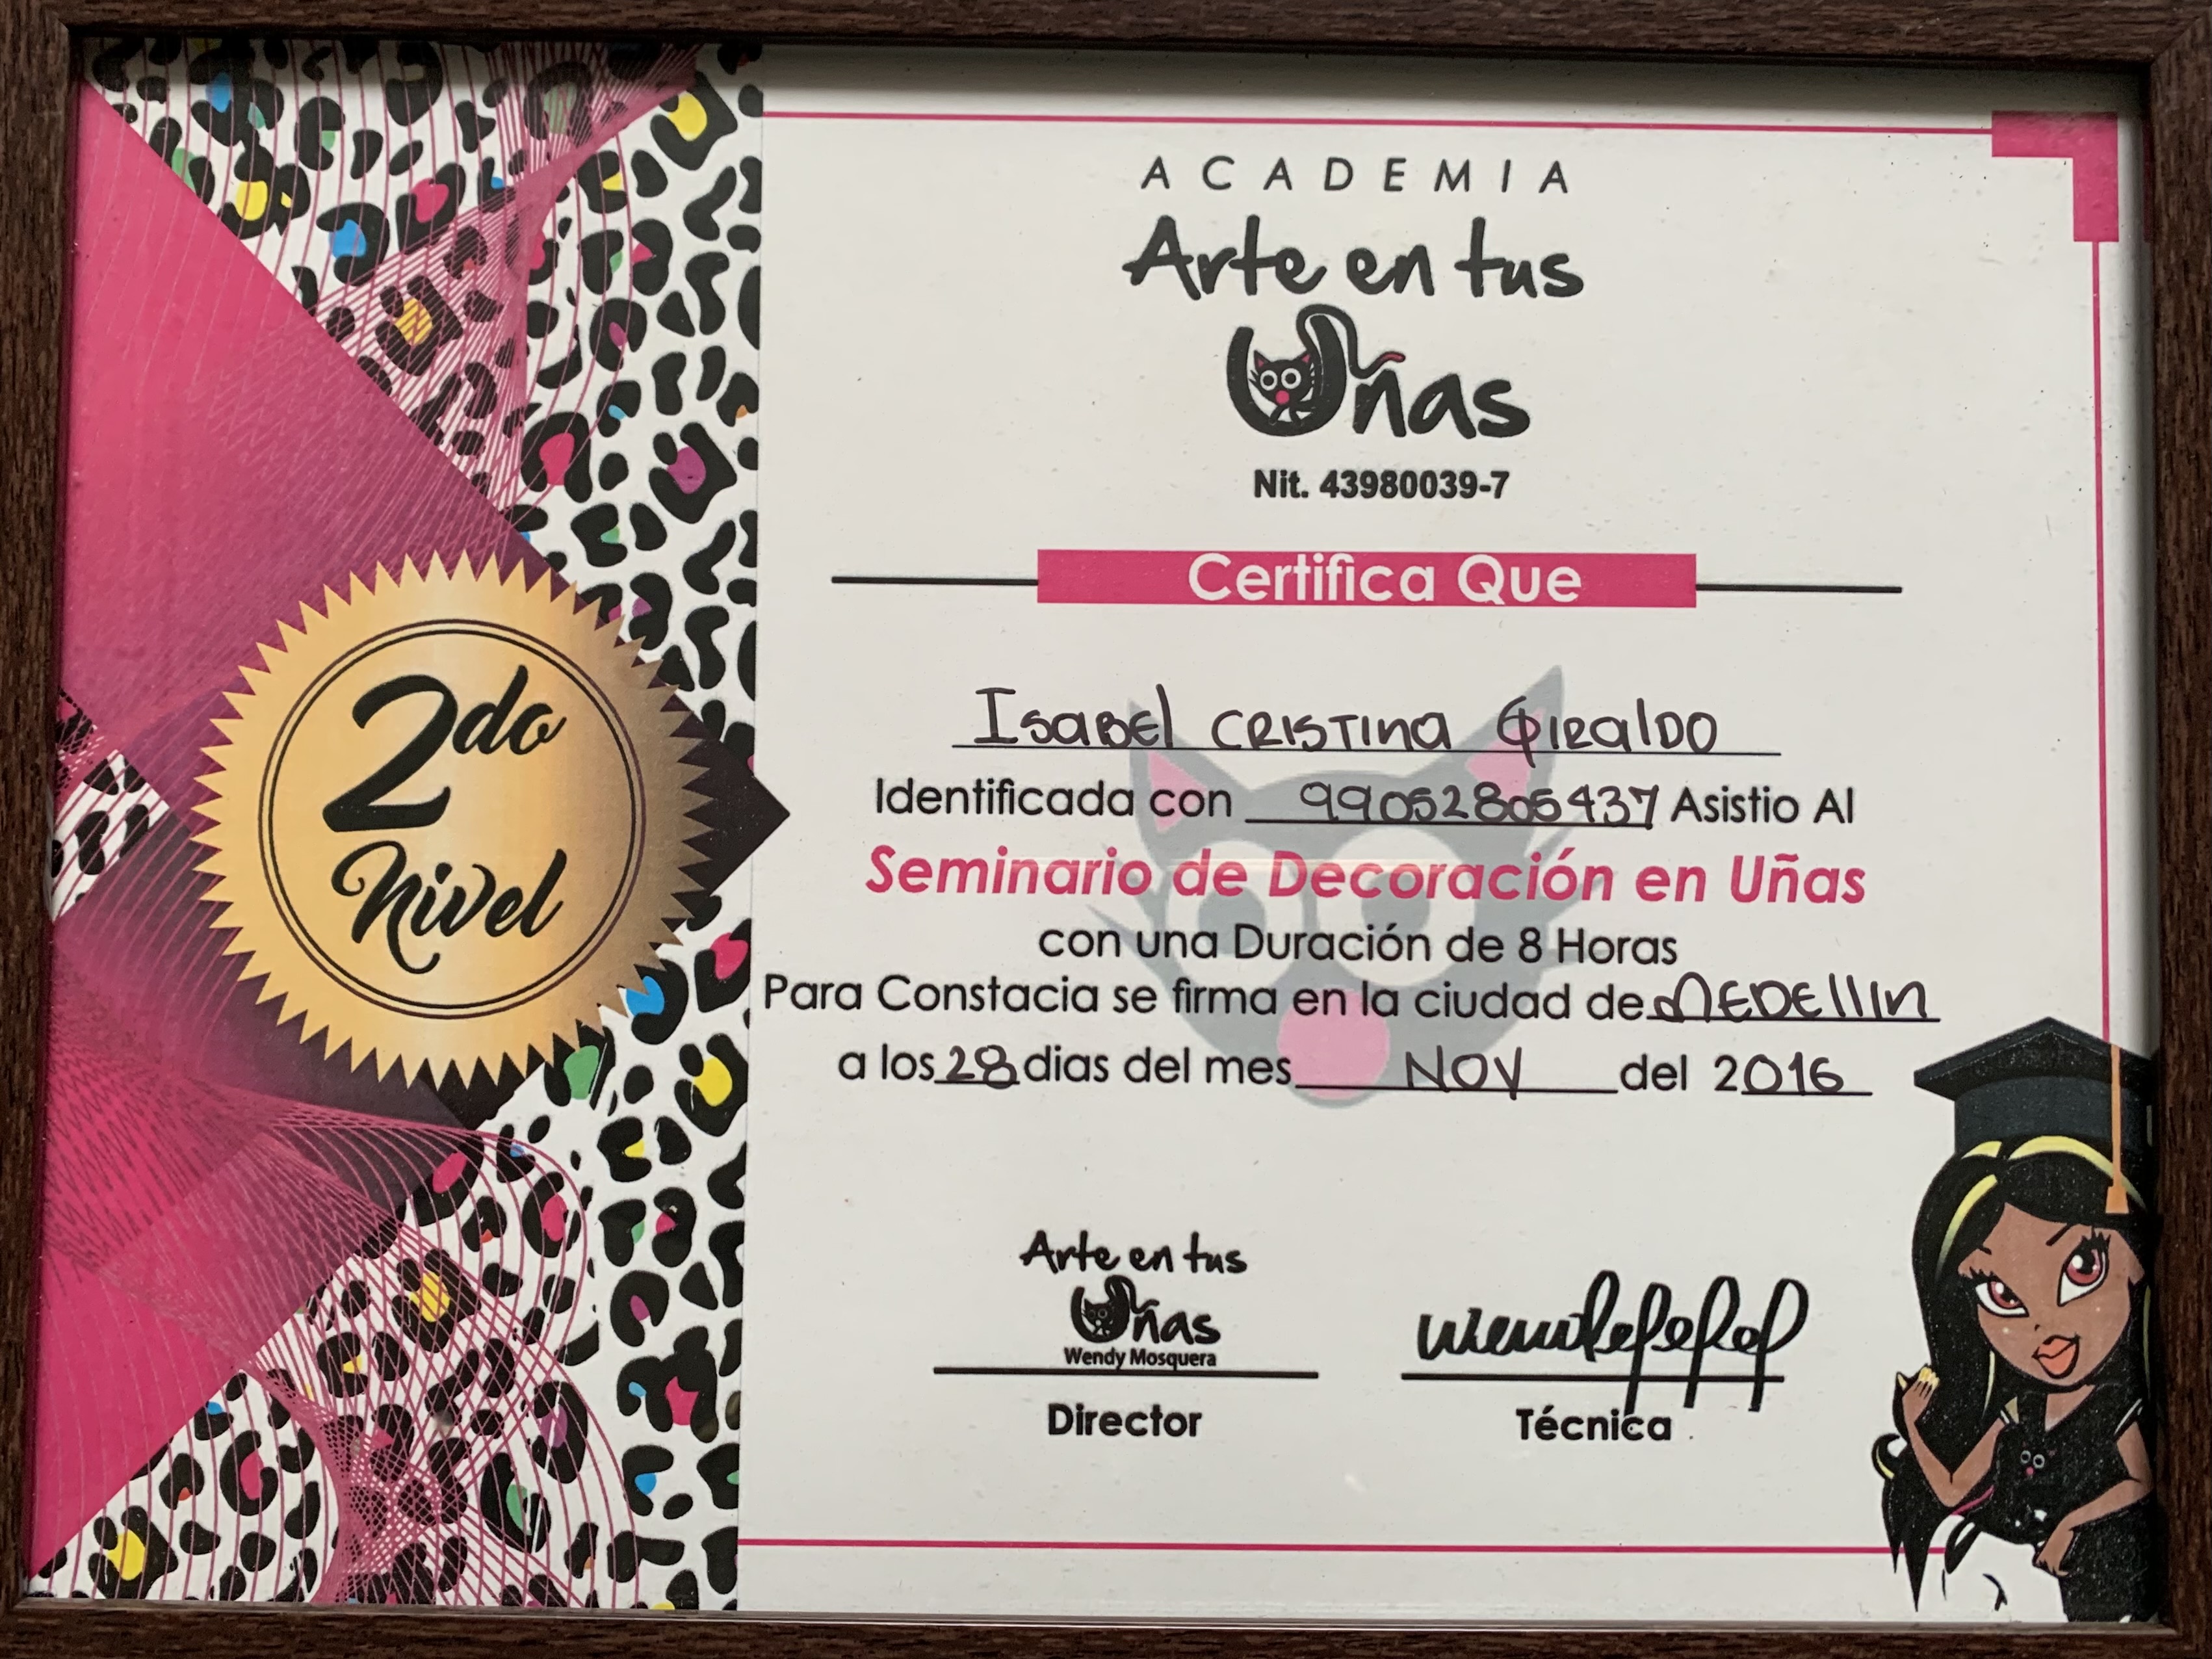 2do
Nivel
ACADEMIA
Arte en tus
Uñas
Nit. 43980039-7
Certifica Que
Isabel Cristina Giraldo
Identificada con 99052805437 Asistio Al
Seminario de Decoración en Uñas
con una Duración de 8 Horas
Para Constacia se firma en la ciudad de Medellin
a los 28 dias del mes Nov del 2016
Arte en tus
Uñas
Wendy Mosquera
Director
Técnica